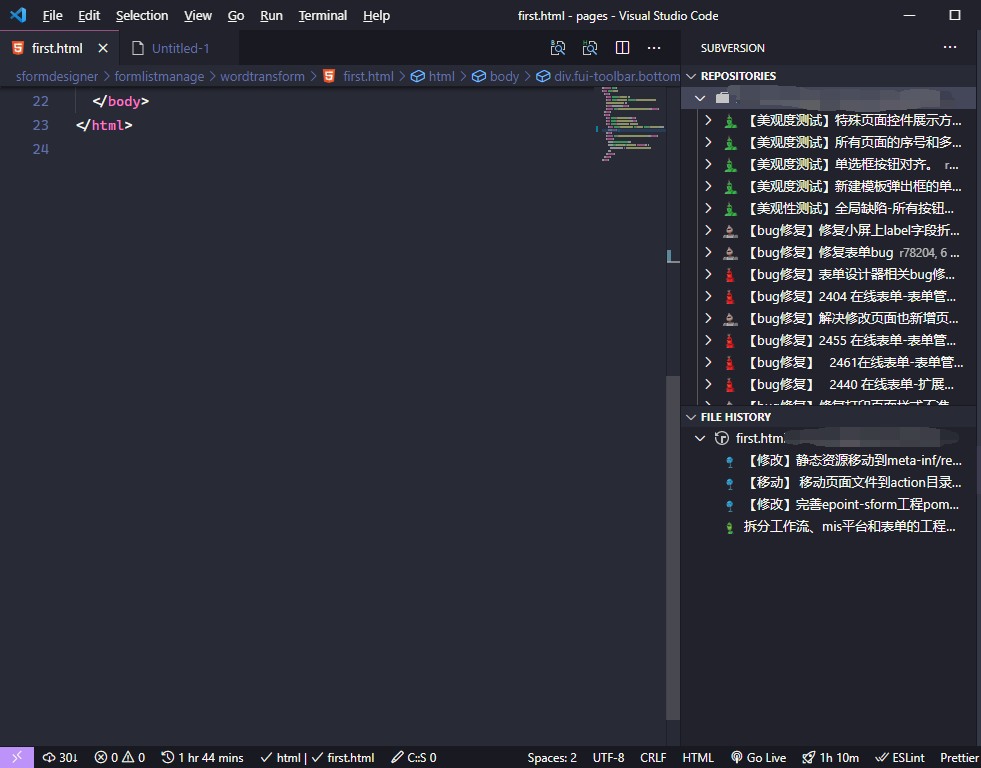 File Edit Selection View Go Run Terminal Help first.html - pages - Visual Studio Code
first.html Untitled-1
sformdesigner > formlistmanage > wordtransform > first.html > html > body > div.fui-toolbar.bottom
22 </body>
23 </html>
24
SUBVERSION
REPOSITORIES
【美观度测试】特殊页面控件展示方...
【美观度测试】所有页面的序号和多...
【美观度测试】单选框按钮对齐。 r...
【美观度测试】新建模板弹出框的单...
【美观性测试】全局缺陷-所有按钮...
【bug修复】修复小屏上label字段折...
【bug修复】修复表单bug r78204, 6 ...
【bug修复】表单设计器相关bug修...
【bug修复】2404 在线表单-表单管...
【bug修复】解决修改页面也新增页...
【bug修复】2455 在线表单-表单管...
【bug修复】 2461在线表单-表单管...
【bug修复】 2440 在线表单-扩展...
【bug修复】修复打印页面样式不准
FILE HISTORY
first.html
【修改】静态资源移动到meta-inf/re...
【移动】 移动页面文件到action目录...
【修改】完善epoint-sform工程pom...
拆分工作流、mis平台和表单的工程...
30↓ 0 0 1 hr 44 mins html | first.html C:S: 0 Spaces: 2 UTF-8 CRLF HTML Go Live 1h 10m ESLint Prettier